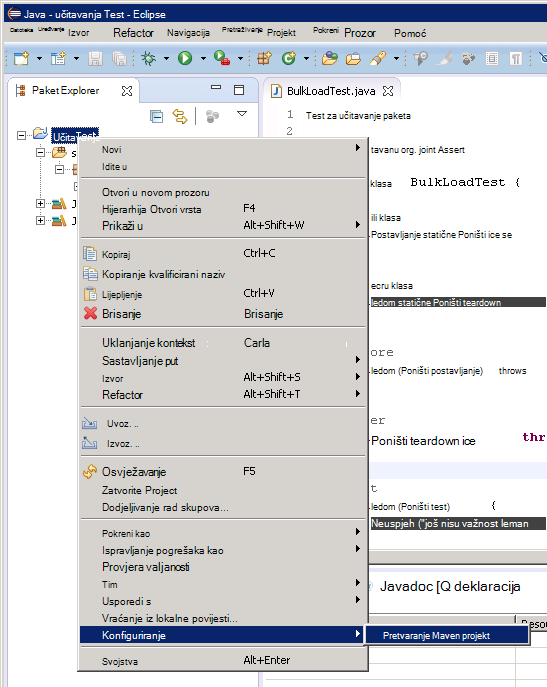 Java - učitavanja Test - Eclipse
Datoteka Uređivanje Izvor Refactor Navigacija Pretraživanje Projekt Pokreni Prozor Pomoć
Paket Explorer
BulkLoadTest.java
1 Test za učitavanje paketa
2
Učitavanja Test
Novi
tavanu org. joint Assert
Idite u
klasa BulkLoadTest {
Otvori u novom prozoru
Hijerarhija Otvori vrsta F4
ili klasa
Prikaži u Alt+Shift+W
Postavljanje statične Poništi ice se
Kopiraj Ctrl+C
Kopiranje kvalificirani naziv
ecru klasa
Lijepljenje Ctrl+V
ledom statične Poništi teardown
Brisanje Brisanje
Uklanjanje kontekst Carla
ore
Sastavljanje put
ledom (Poništi postavljanje) throws
Izvor Alt+Shift+S
Refactor Alt+Shift+T
er
Uvoz. ..
Poništi teardown ice thr
Izvoz. ..
Osvježavanje F5
Zatvorite Project
t
Dodjeljivanje rad skupova...
ledom (Poništi test) {
Neuspjeh ("još nisu važnost leman
Pokreni kao
Ispravljanje pogrešaka kao
Provjera valjanosti
Tim
Javadoc [Q deklaracija
Usporedi s
Vraćanje iz lokalne povijesti...
Resou
Konfiguriranje
Pretvaranje Maven projekt
Svojstva Alt+Enter